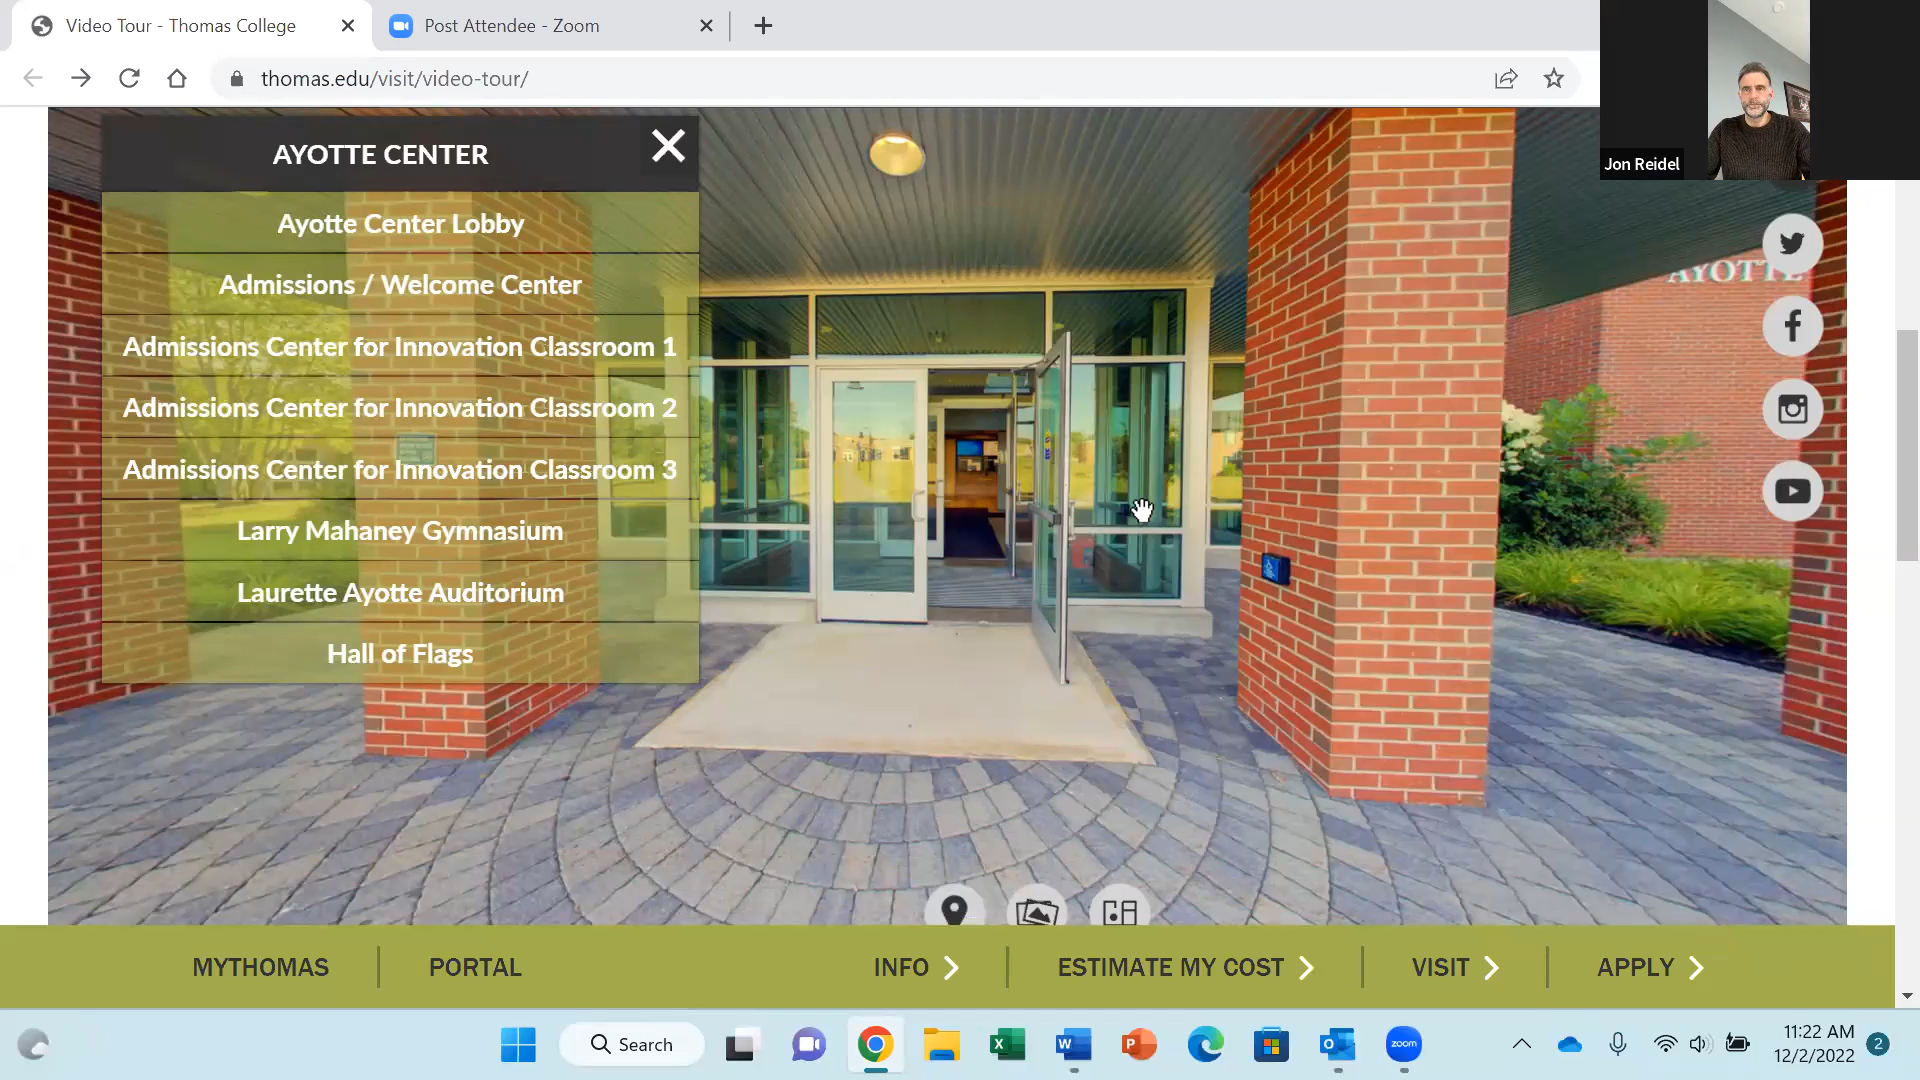 Video Tour - Thomas College
Post Attendee - Zoom
thomas.edu/visit/video-tour/
Jon Reidel
AYOTTE CENTER
Ayotte Center Lobby
Admissions / Welcome Center
Admissions Center for Innovation Classroom 1
Admissions Center for Innovation Classroom 2
Admissions Center for Innovation Classroom 3
Larry Mahaney Gymnasium
Laurette Ayotte Auditorium
Hall of Flags
AYOTTE
MYTHOMAS
PORTAL
INFO
ESTIMATE MY COST
VISIT
APPLY
Search
X
W
P
O
zoom
11:22 AM
12/2/2022
2